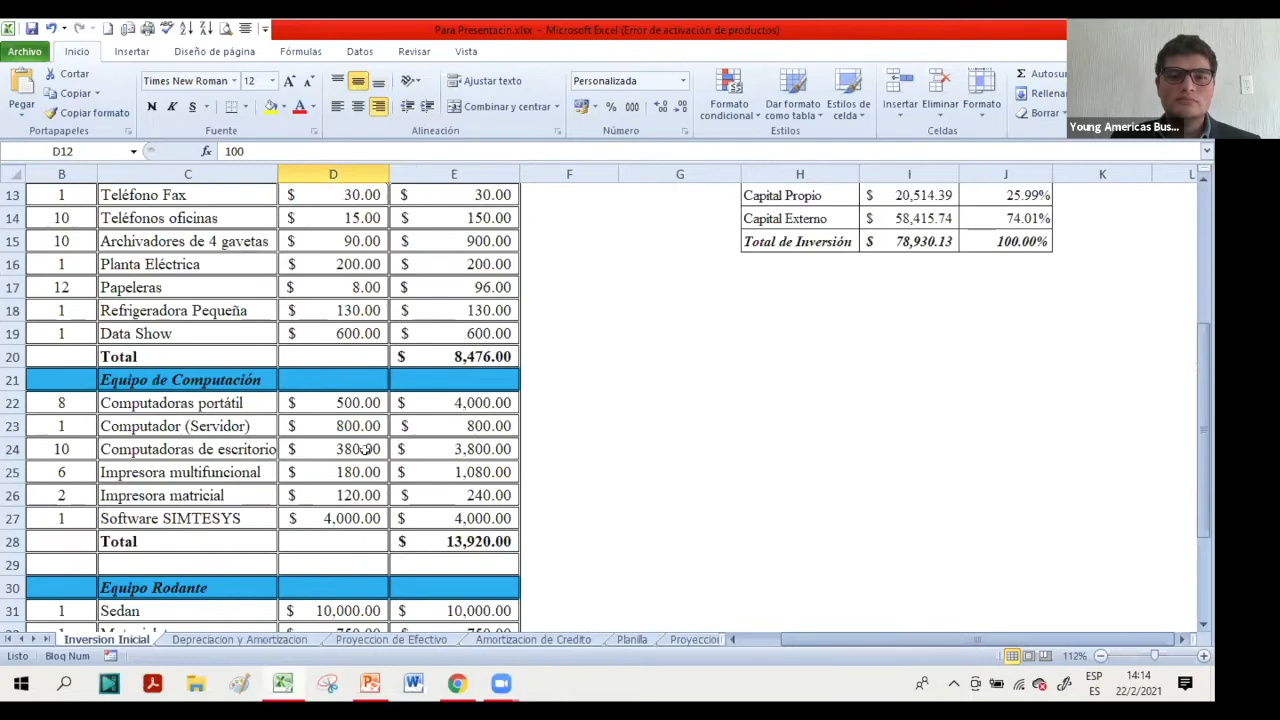 Para Presentacin.xlsx - Microsoft Excel (Error de activación de productos)
Archivo Inicio Insertar Diseño de página Fórmulas Datos Revisar Vista
Pegar
Cortar
Copiar
Copiar formato
Portapapeles
Times New Roman 12
N K S
Fuente
Ajustar texto
Combinar y centrar
Alineación
Personalizada
% 000
Número
Formato condicional
Dar formato como tabla
Estilos de celda
Estilos
Insertar Eliminar Formato
Celdas
Autosu
Rellena
Borrar
Young Americas Bus...
D12 fx 100
B C D E F G H I J K L
13 1 Teléfono Fax $ 30.00 $ 30.00 Capital Propio $ 20,514.39 25.99%
14 10 Teléfonos oficinas $ 15.00 $ 150.00 Capital Externo $ 58,415.74 74.01%
15 10 Archivadores de 4 gavetas $ 90.00 $ 900.00 Total de Inversión $ 78,930.13 100.00%
16 1 Planta Eléctrica $ 200.00 $ 200.00
17 12 Papeleras $ 8.00 $ 96.00
18 1 Refrigeradora Pequeña $ 130.00 $ 130.00
19 1 Data Show $ 600.00 $ 600.00
20 Total $ 8,476.00
21 Equipo de Computación
22 8 Computadoras portátil $ 500.00 $ 4,000.00
23 1 Computador (Servidor) $ 800.00 $ 800.00
24 10 Computadoras de escritorio $ 380.00 $ 3,800.00
25 6 Impresora multifuncional $ 180.00 $ 1,080.00
26 2 Impresora matricial $ 120.00 $ 240.00
27 1 Software SIMTESYS $ 4,000.00 $ 4,000.00
28 Total $ 13,920.00
29
30 Equipo Rodante
31 1 Sedan $ 10,000.00 $ 10,000.00
Inversion Inicial Depreciacion y Amortizacion Proyeccion de Efectivo Amortizacion de Credito Planilla Proyeccion
Listo Bloq Num 112%
ESP
ES
14:14
22/2/2021